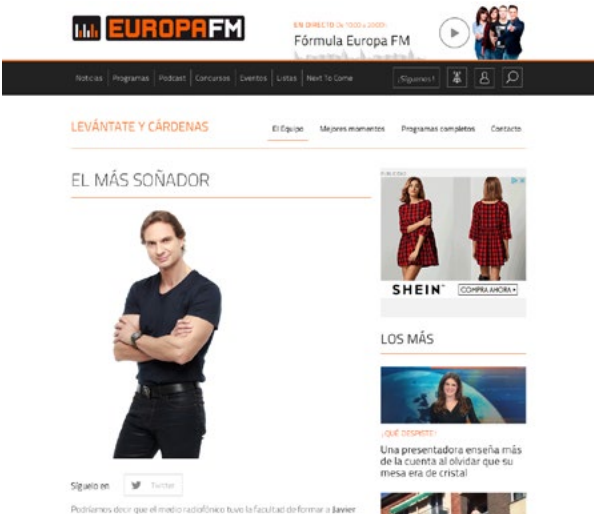 EUROPAFM
EN DIRECTO De 10:00 a 20:00h
Fórmula Europa FM
Noticias
Programas
Podcast
Concursos
Eventos
Listas
Next To Come
¡Síguenos!
LEVÁNTATE Y CÁRDENAS
El Equipo
Mejores momentos
Programas completos
Contacto
EL MÁS SOÑADOR
PUBLICIDAD
SHEIN
COMPRA AHORA
LOS MÁS
¡QUÉ DESPISTE!
Una presentadora enseña más
de la cuenta al olvidar que su
mesa era de cristal
Síguelo en
Twitter
Podríamos decir que el medio radiofónico tuvo la facultad de formar a Javier